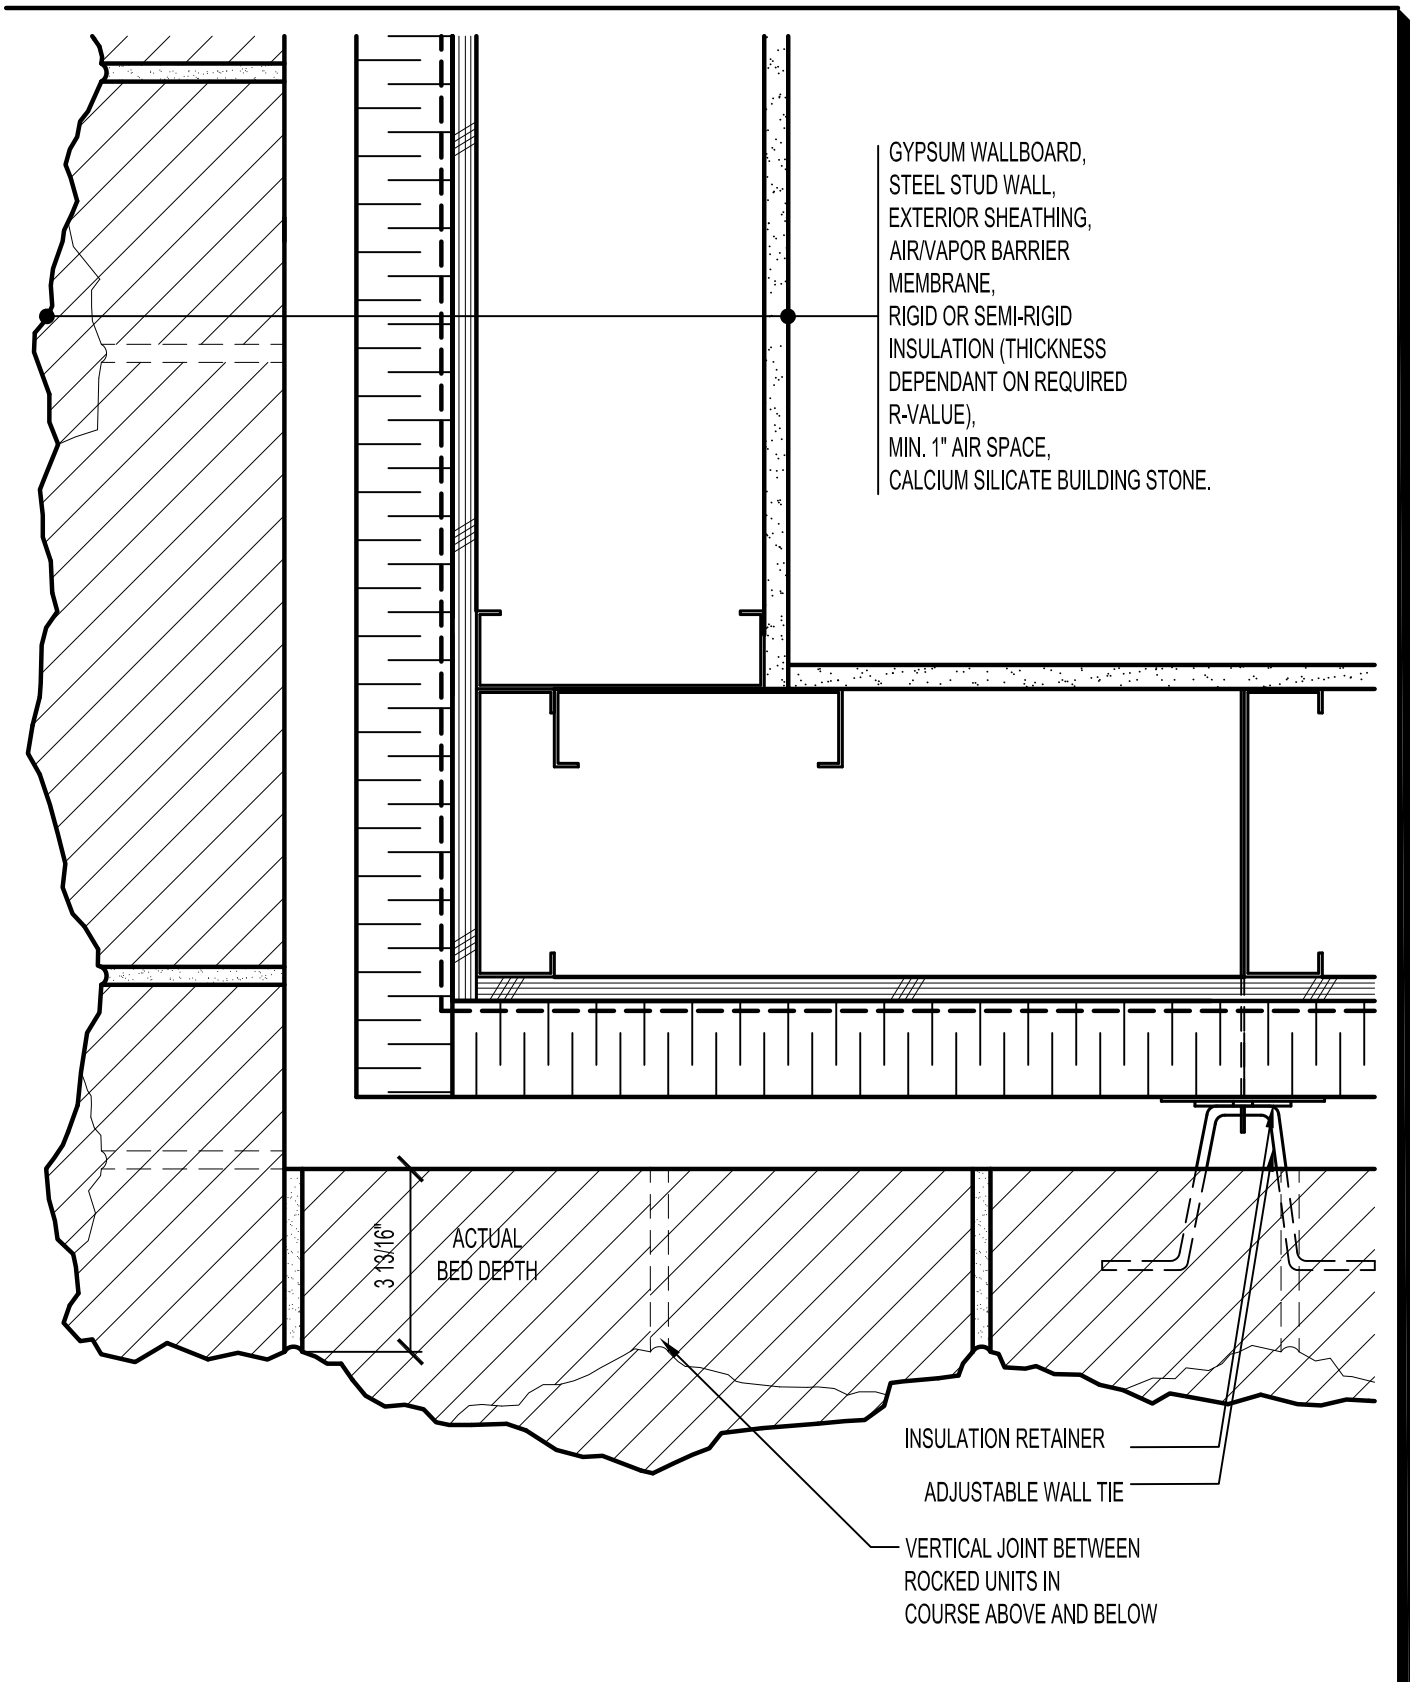 GYPSUM WALLBOARD,
STEEL STUD WALL,
EXTERIOR SHEATHING,
AIR/VAPOR BARRIER
MEMBRANE,
RIGID OR SEMI-RIGID
INSULATION (THICKNESS
DEPENDANT ON REQUIRED
R-VALUE),
MIN. 1" AIR SPACE,
CALCIUM SILICATE BUILDING STONE.
3 13/16"
ACTUAL
BED DEPTH
INSULATION RETAINER
ADJUSTABLE WALL TIE
VERTICAL JOINT BETWEEN
ROCKED UNITS IN
COURSE ABOVE AND BELOW